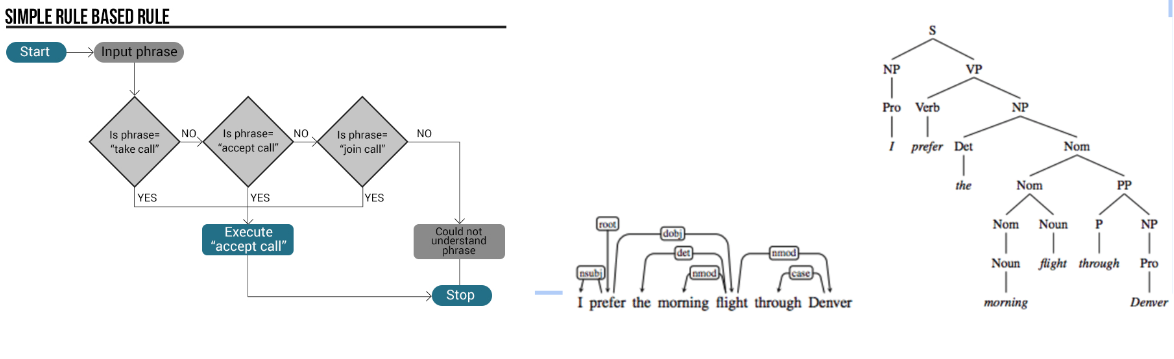 SIMPLE RULE BASED RULE
Start
Input phrase
Is phrase=
“take call”
NO
Is phrase=
“accept call”
NO
Is phrase=
“join call”
NO
YES
YES
YES
Execute
“accept call”
Could not
understand
phrase
Stop
root
dobj
det
nmod
nsubj
nmod
case
I prefer the morning flight through Denver
S
NP
VP
Pro
Verb
NP
I
prefer
Det
Nom
the
Nom
PP
Nom
Noun
P
NP
Noun
flight
through
Pro
morning
Denver